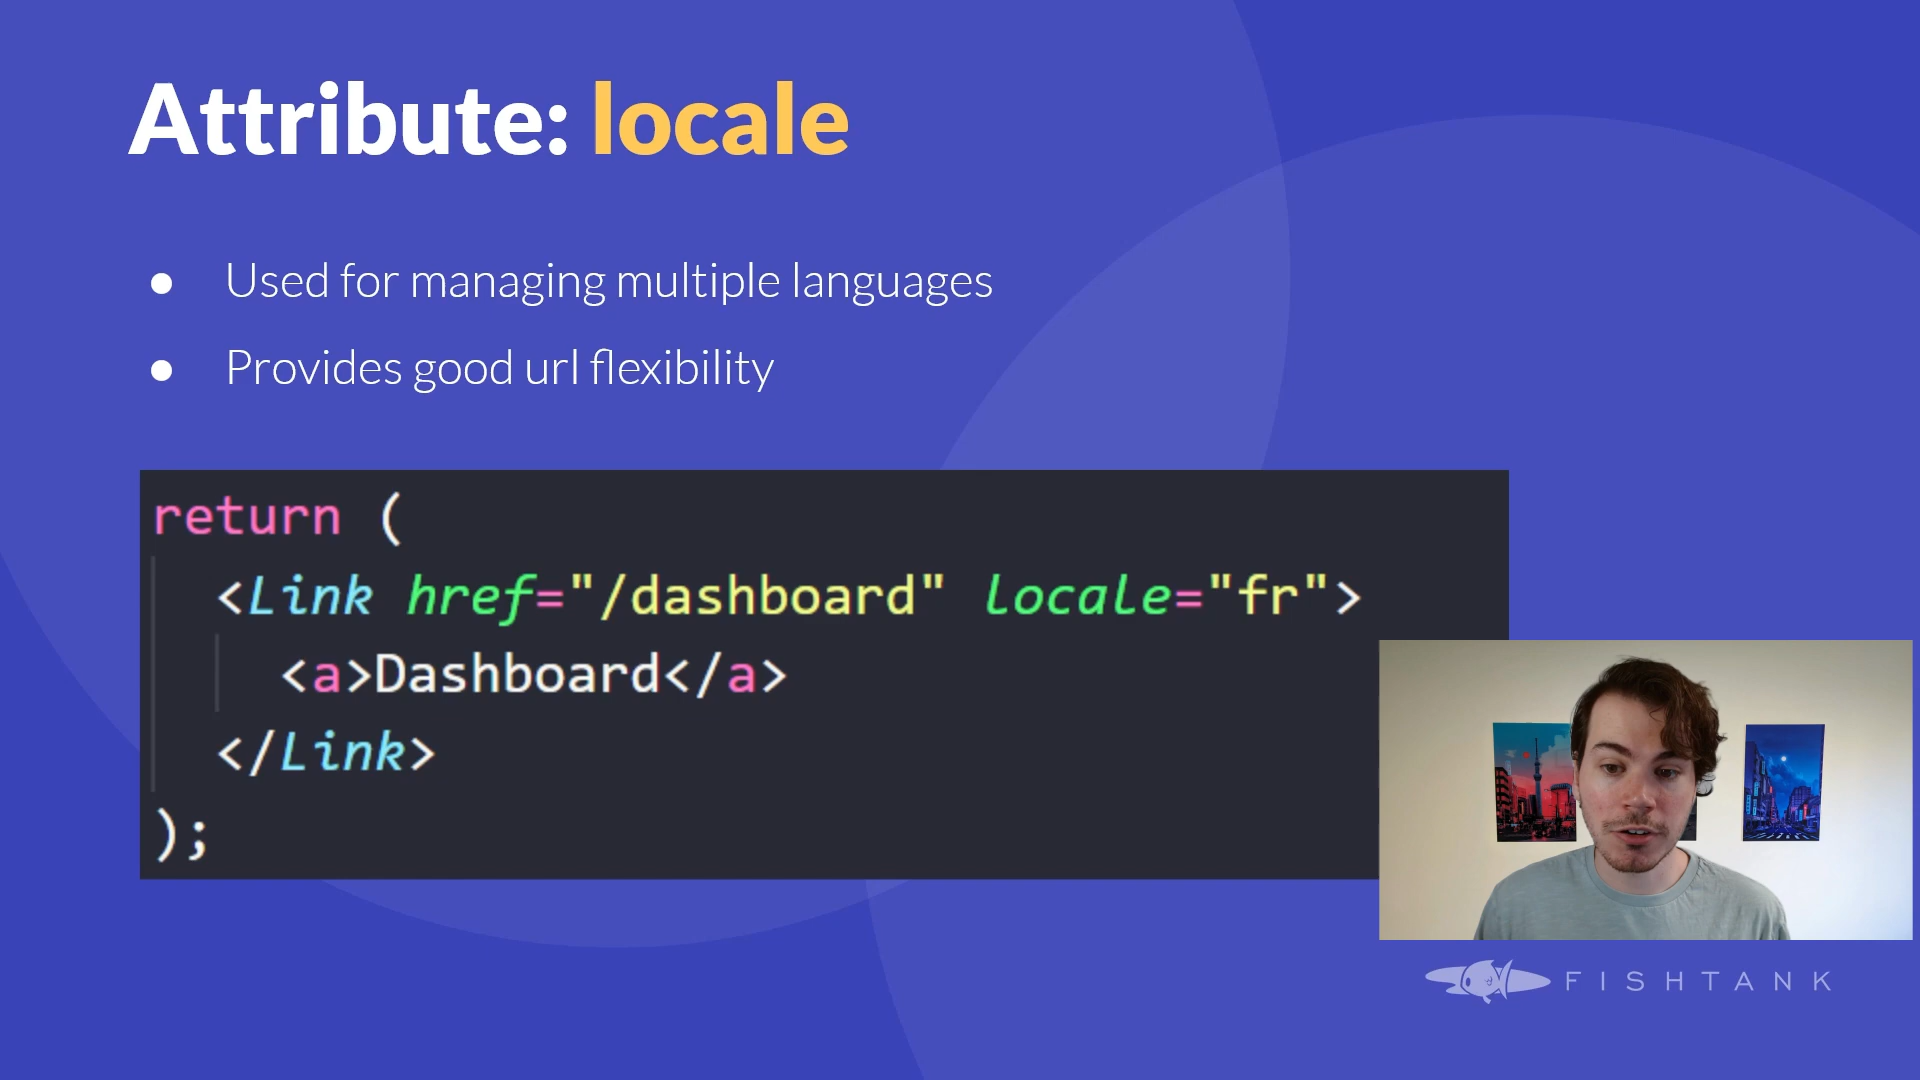 Attribute: locale
● Used for managing multiple languages
● Provides good url flexibility
return (
<Link href="/dashboard" locale="fr">
<a>Dashboard</a>
</Link>
);
FISHTANK